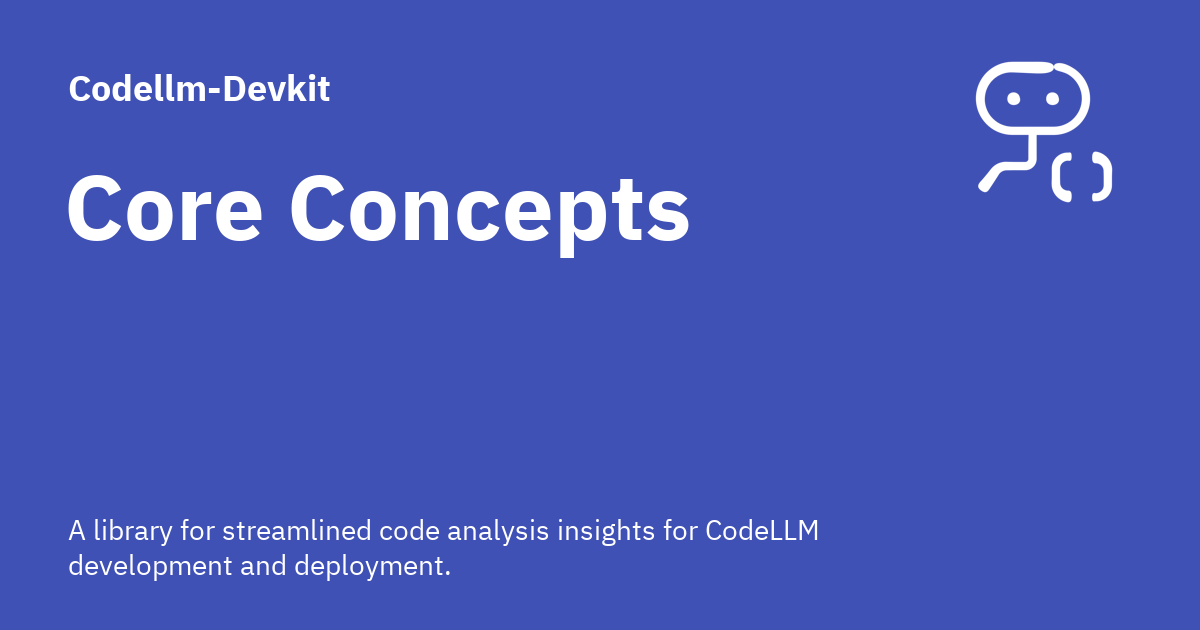 Codellm-Devkit
Core Concepts
A library for streamlined code analysis insights for CodeLLM
development and deployment.